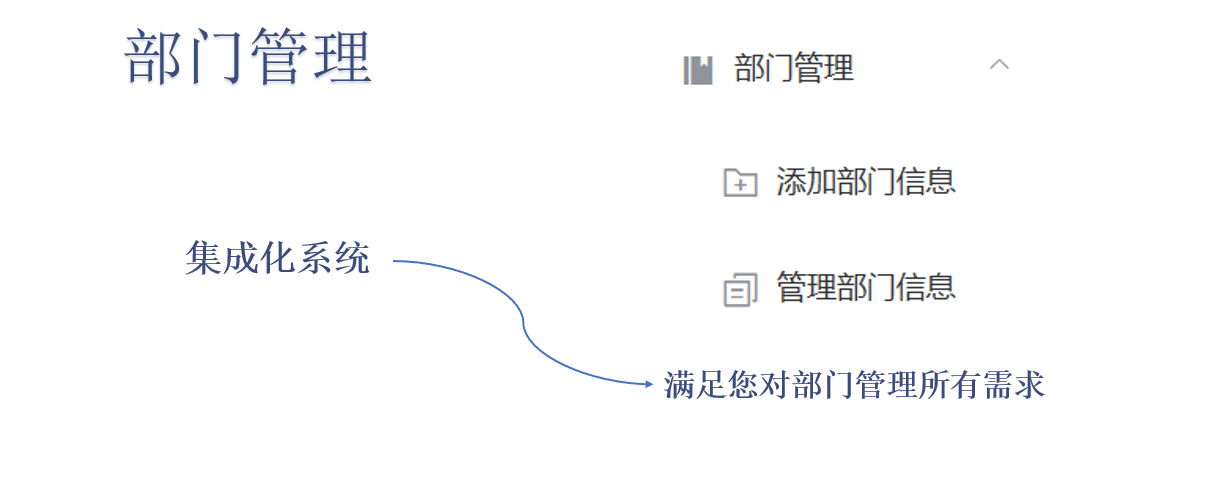 部门管理
部门管理
添加部门信息
集成化系统
管理部门信息
满足您对部门管理所有需求